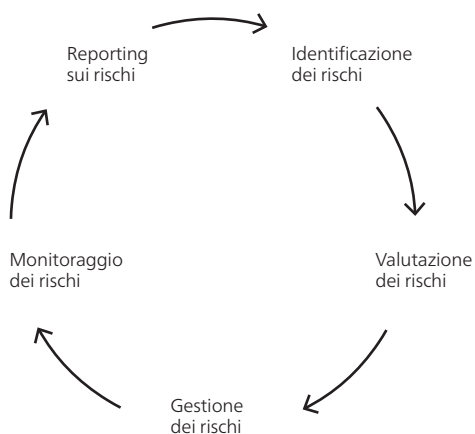 Reporting
sui rischi
Identificazione
dei rischi
Valutazione
dei rischi
Gestione
dei rischi
Monitoraggio
dei rischi